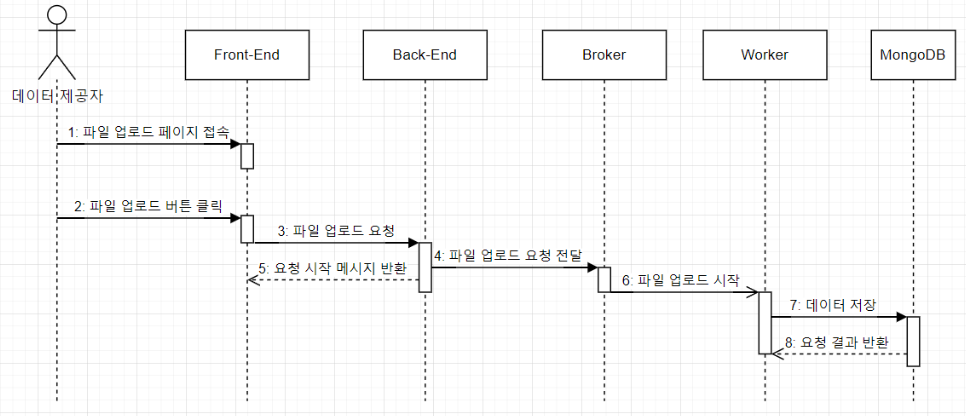 Front-End
Back-End
Broker
Worker
MongoDB
데이터 제공자
1: 파일 업로드 페이지 접속
2: 파일 업로드 버튼 클릭
3: 파일 업로드 요청
4: 파일 업로드 요청 전달
5: 요청 시작 메시지 반환
6: 파일 업로드 시작
7: 데이터 저장
8: 요청 결과 반환